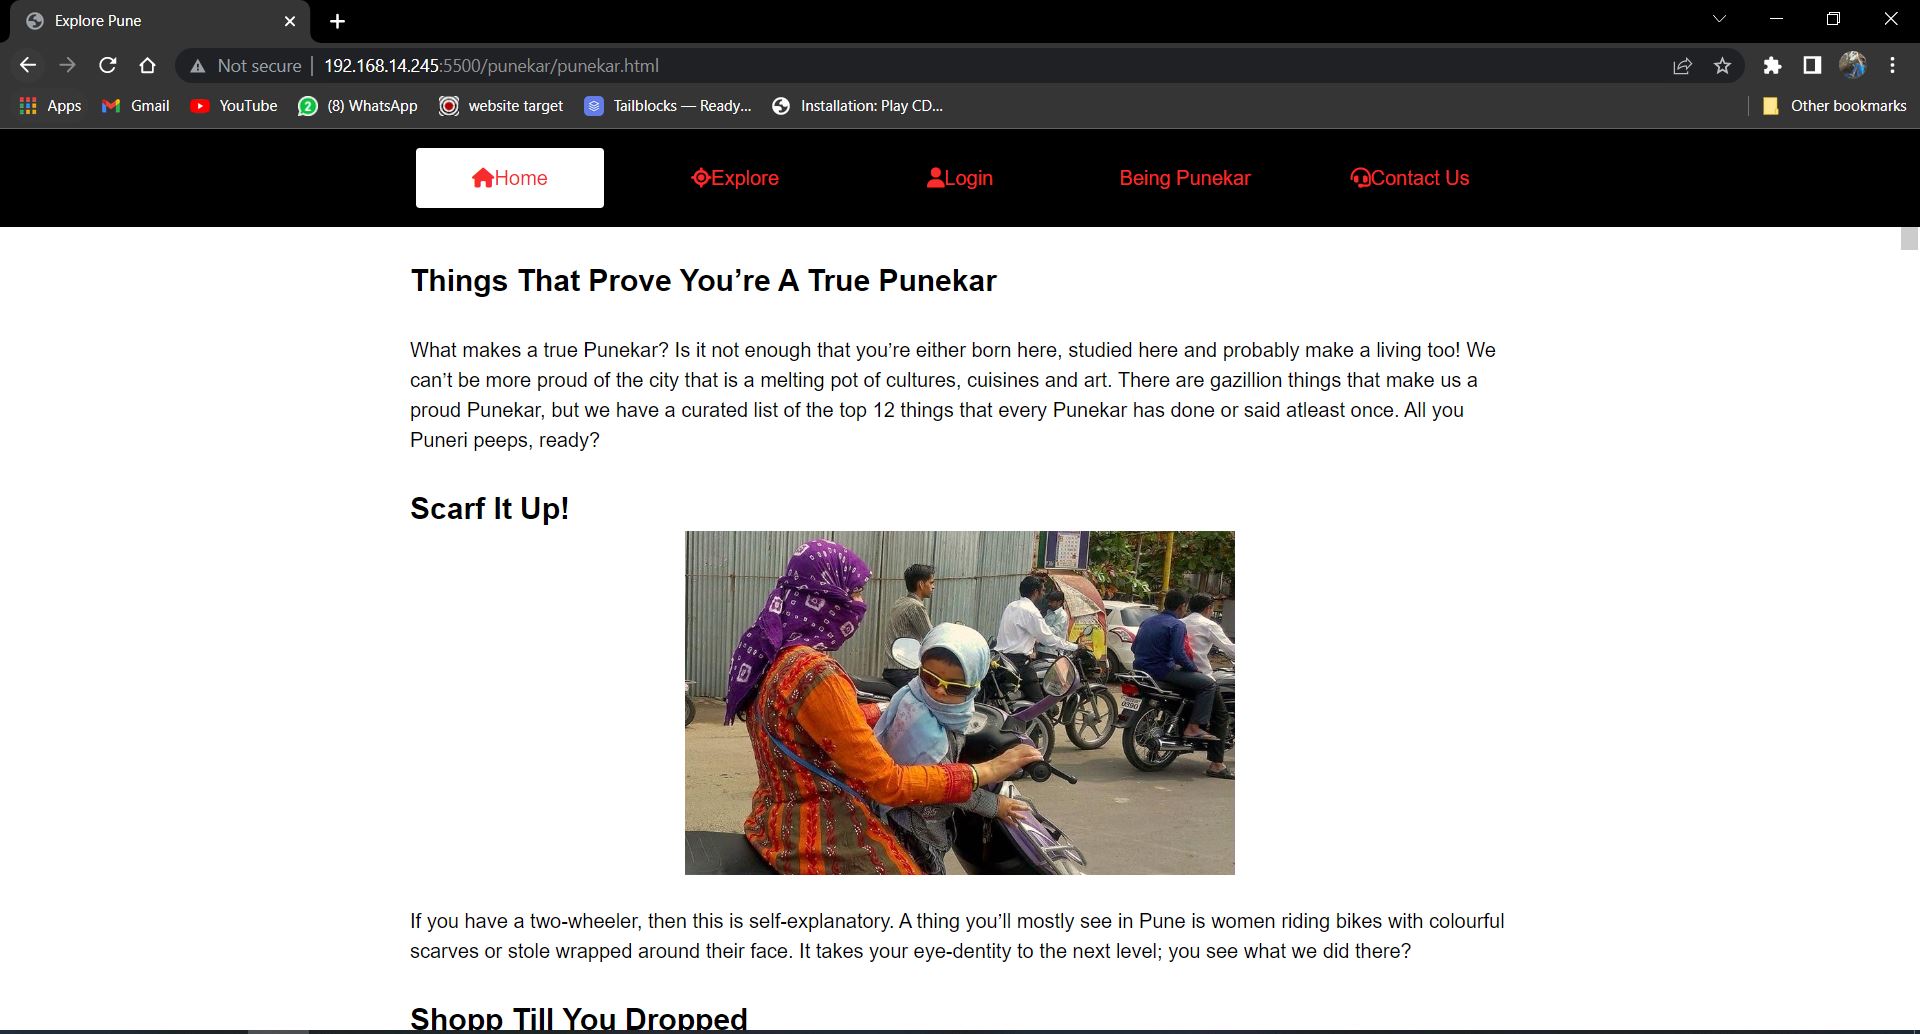 Explore Pune
Not secure | 192.168.14.245:5500/punekar/punekar.html
Apps Gmail YouTube (8) WhatsApp website target Tailblocks — Ready... Installation: Play CD... Other bookmarks
Home Explore Login Being Punekar Contact Us
Things That Prove You’re A True Punekar
What makes a true Punekar? Is it not enough that you’re either born here, studied here and probably make a living too! We
can’t be more proud of the city that is a melting pot of cultures, cuisines and art. There are gazillion things that make us a
proud Punekar, but we have a curated list of the top 12 things that every Punekar has done or said atleast once. All you
Puneri peeps, ready?
Scarf It Up!
If you have a two-wheeler, then this is self-explanatory. A thing you’ll mostly see in Pune is women riding bikes with colourful
scarves or stole wrapped around their face. It takes your eye-dentity to the next level; you see what we did there?
Shopp Till You Dropped